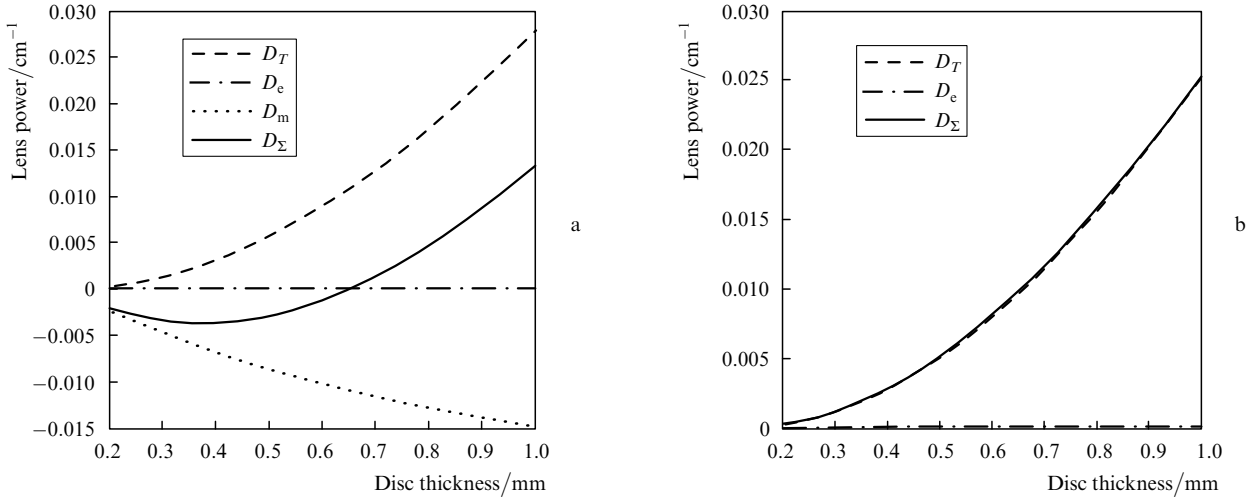 Lens power/cm⁻¹
0.030
0.025
0.020
0.015
0.010
0.005
0
−0.005
−0.010
−0.015
D_T
D_e
D_m
D_Σ
0.2 0.3 0.4 0.5 0.6 0.7 0.8 0.9 1.0
Disc thickness/mm
a
Lens power/cm⁻¹
0.030
0.025
0.020
0.015
0.010
0.005
0
D_T
D_e
D_Σ
0.2 0.3 0.4 0.5 0.6 0.7 0.8 0.9 1.0
Disc thickness/mm
b